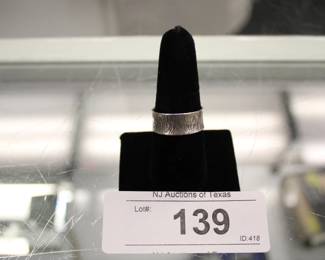 NJ Auctions of Texas
Lot#:
139
ID:418